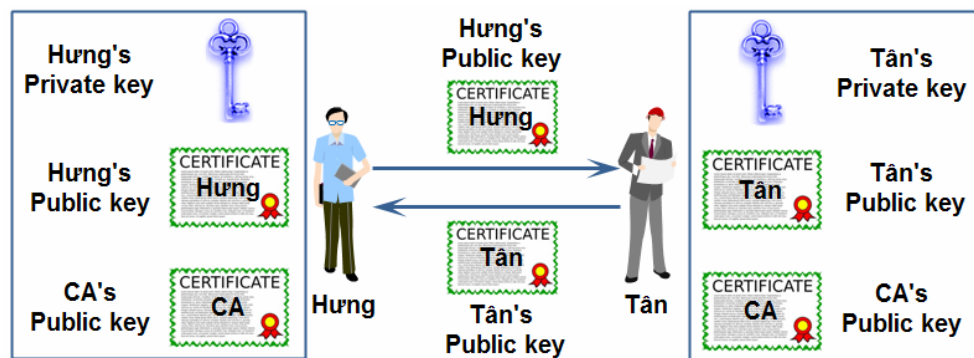 Hưng's
Private key
Hưng's
Public key
CERTIFICATE
Hưng
CA's
Public key
CERTIFICATE
CA
Hưng's
Public key
CERTIFICATE
Hưng
CERTIFICATE
Tân
Tân's
Public key
Hưng
Tân
Tân's
Private key
CERTIFICATE
Tân
Tân's
Public key
CERTIFICATE
CA
CA's
Public key